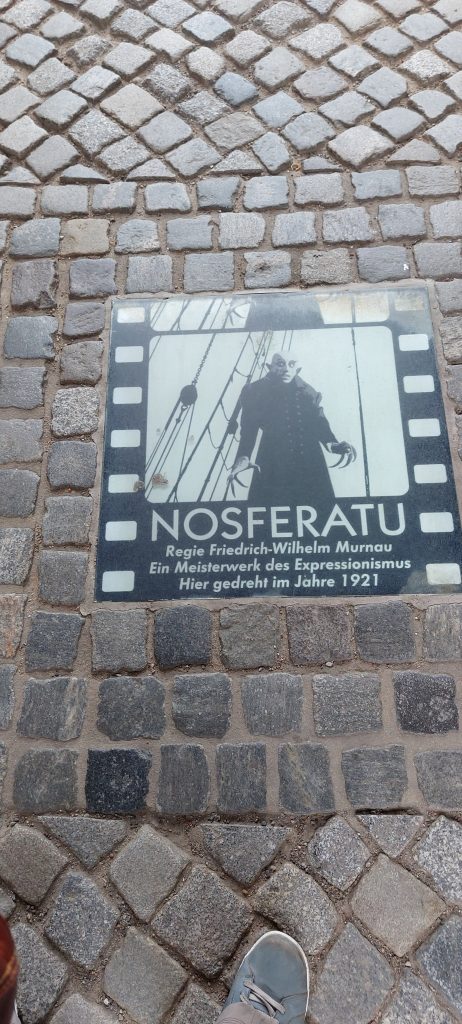 NOSFERATU
Regie Friedrich-Wilhelm Murnau
Ein Meisterwerk des Expressionismus
Hier gedreht im Jahre 1921